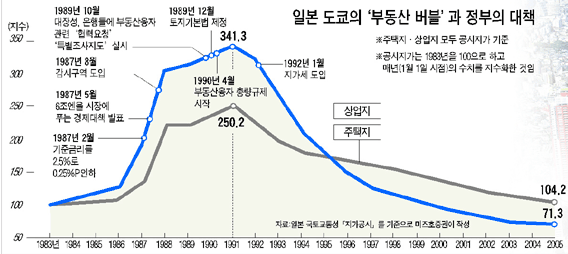 일본 도쿄의 '부동산 버블' 과 정부의 대책
※주택지·상업지 모두 공시지가 기준
※공시지가는 1983년을 100으로 하고
매년(1월 1일 시점)의 수치를 지수화한 것임
(지수)
350
300
250
200
150
100
50
1989년 10월
대장성, 은행들에 부동산융자
관련 '협력요청'
'특별조사지도' 실시
1989년 12월
토지기본법 제정
341.3
1987년 8월
감시구역 도입
1990년 4월
부동산융자 총량규제
시작
1992년 1월
지가세 도입
1987년 5월
6조엔을 시장에
푸는 경제대책 발표
1987년 2월
기준금리를
2.5%로
0.25%P인하
250.2
상업지
주택지
104.2
71.3
자료:일본 국토교통성 「지가공시」를 기준으로 미즈호증권이 작성
1983년 1984 1985 1986 1987 1988 1989 1990 1991 1992 1993 1994 1995 1996 1997 1998 1999 2000 2001 2002 2003 2004 2005